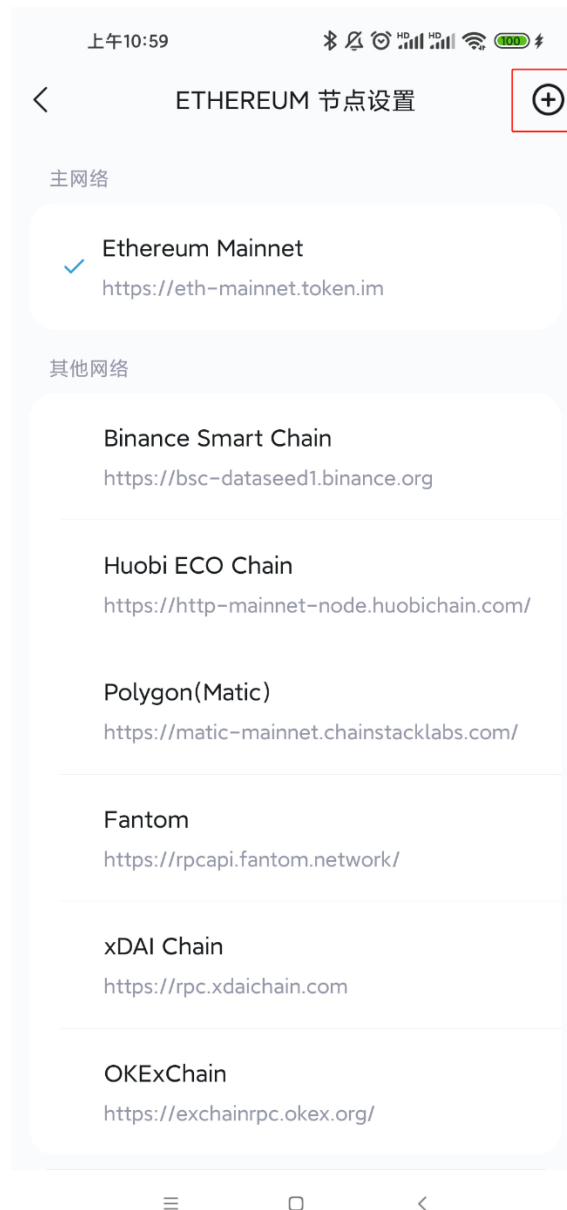 上午10:59
HD
HD
100
ETHEREUM 节点设置
主网络
Ethereum Mainnet
https://eth-mainnet.token.im
其他网络
Binance Smart Chain
https://bsc-dataseed1.binance.org
Huobi ECO Chain
https://http-mainnet-node.huobichain.com/
Polygon(Matic)
https://matic-mainnet.chainstacklabs.com/
Fantom
https://rpcapi.fantom.network/
xDAI Chain
https://rpc.xdaichain.com
OKExChain
https://exchainrpc.okex.org/